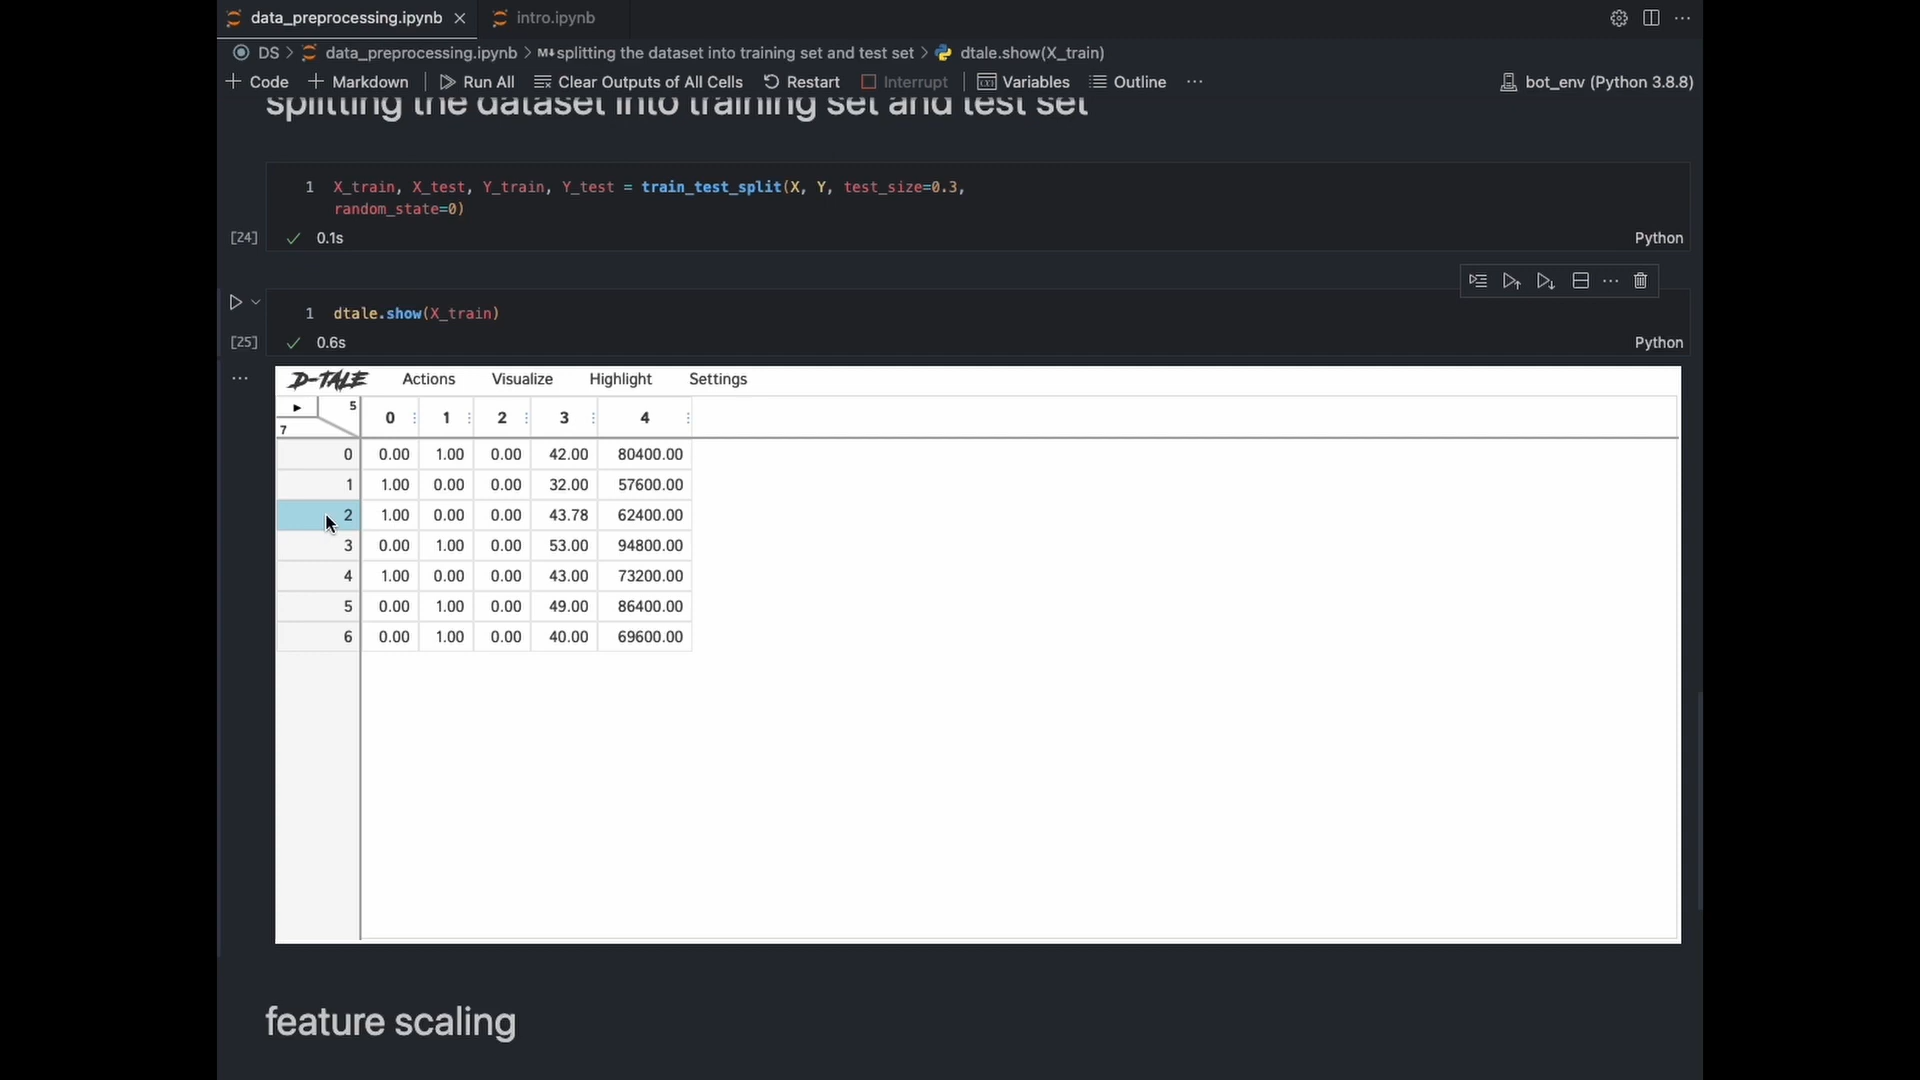 data_preprocessing.ipynb intro.ipynb
DS data_preprocessing.ipynb M↓splitting the dataset into training set and test set dtale.show(X_train)
Code Markdown Run All Clear Outputs of All Cells Restart Interrupt Variables Outline ... bot_env (Python 3.8.8)
splitting the dataset into training set and test set
1 X_train, X_test, Y_train, Y_test = train_test_split(X, Y, test_size=0.3,
random_state=0)
[24] 0.1s Python
1 dtale.show(X_train)
[25] 0.6s Python
D-TALE Actions Visualize Highlight Settings
5
7 0 1 2 3 4
0 0.00 1.00 0.00 42.00 80400.00
1 1.00 0.00 0.00 32.00 57600.00
2 1.00 0.00 0.00 43.78 62400.00
3 0.00 1.00 0.00 53.00 94800.00
4 1.00 0.00 0.00 43.00 73200.00
5 0.00 1.00 0.00 49.00 86400.00
6 0.00 1.00 0.00 40.00 69600.00
feature scaling